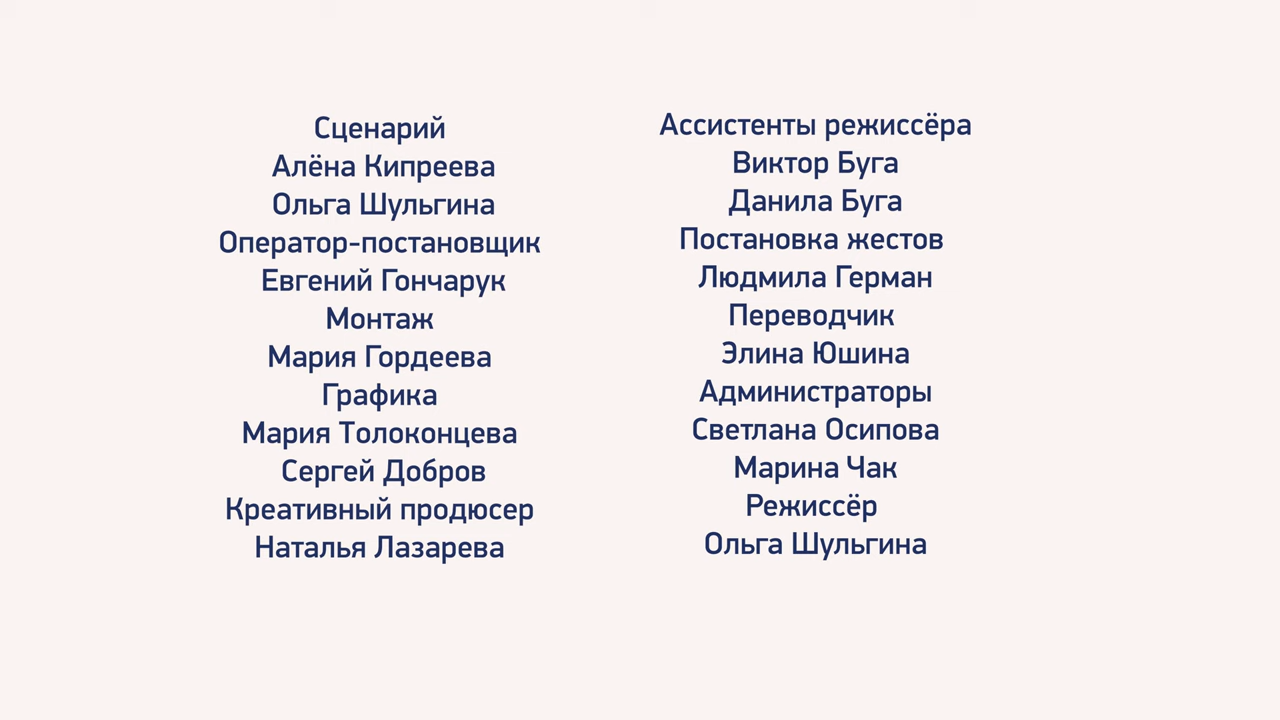 Сценарий
Алёна Кипреева
Ольга Шульгина
Оператор-постановщик
Евгений Гончарук
Монтаж
Мария Гордеева
Графика
Мария Толоконцева
Сергей Добров
Креативный продюсер
Наталья Лазарева
Ассистенты режиссёра
Виктор Буга
Данила Буга
Постановка жестов
Людмила Герман
Переводчик
Элина Юшина
Администраторы
Светлана Осипова
Марина Чак
Режиссёр
Ольга Шульгина